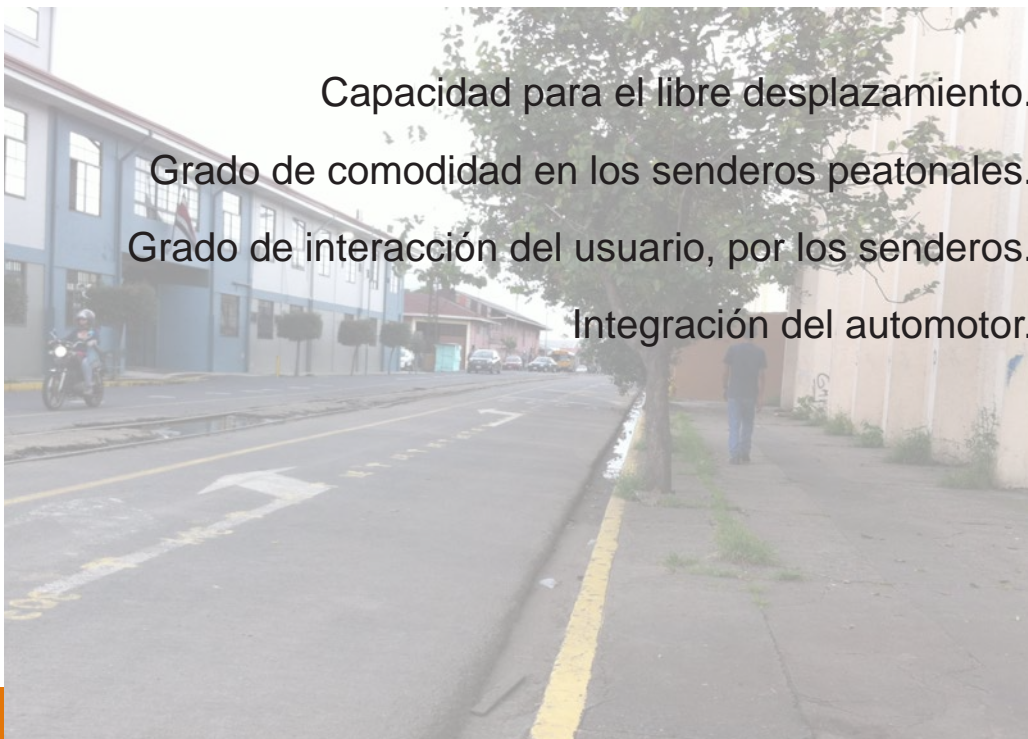 Capacidad para el libre desplazamiento.
Grado de comodidad en los senderos peatonales.
Grado de interacción del usuario, por los senderos.
Integración del automotor.